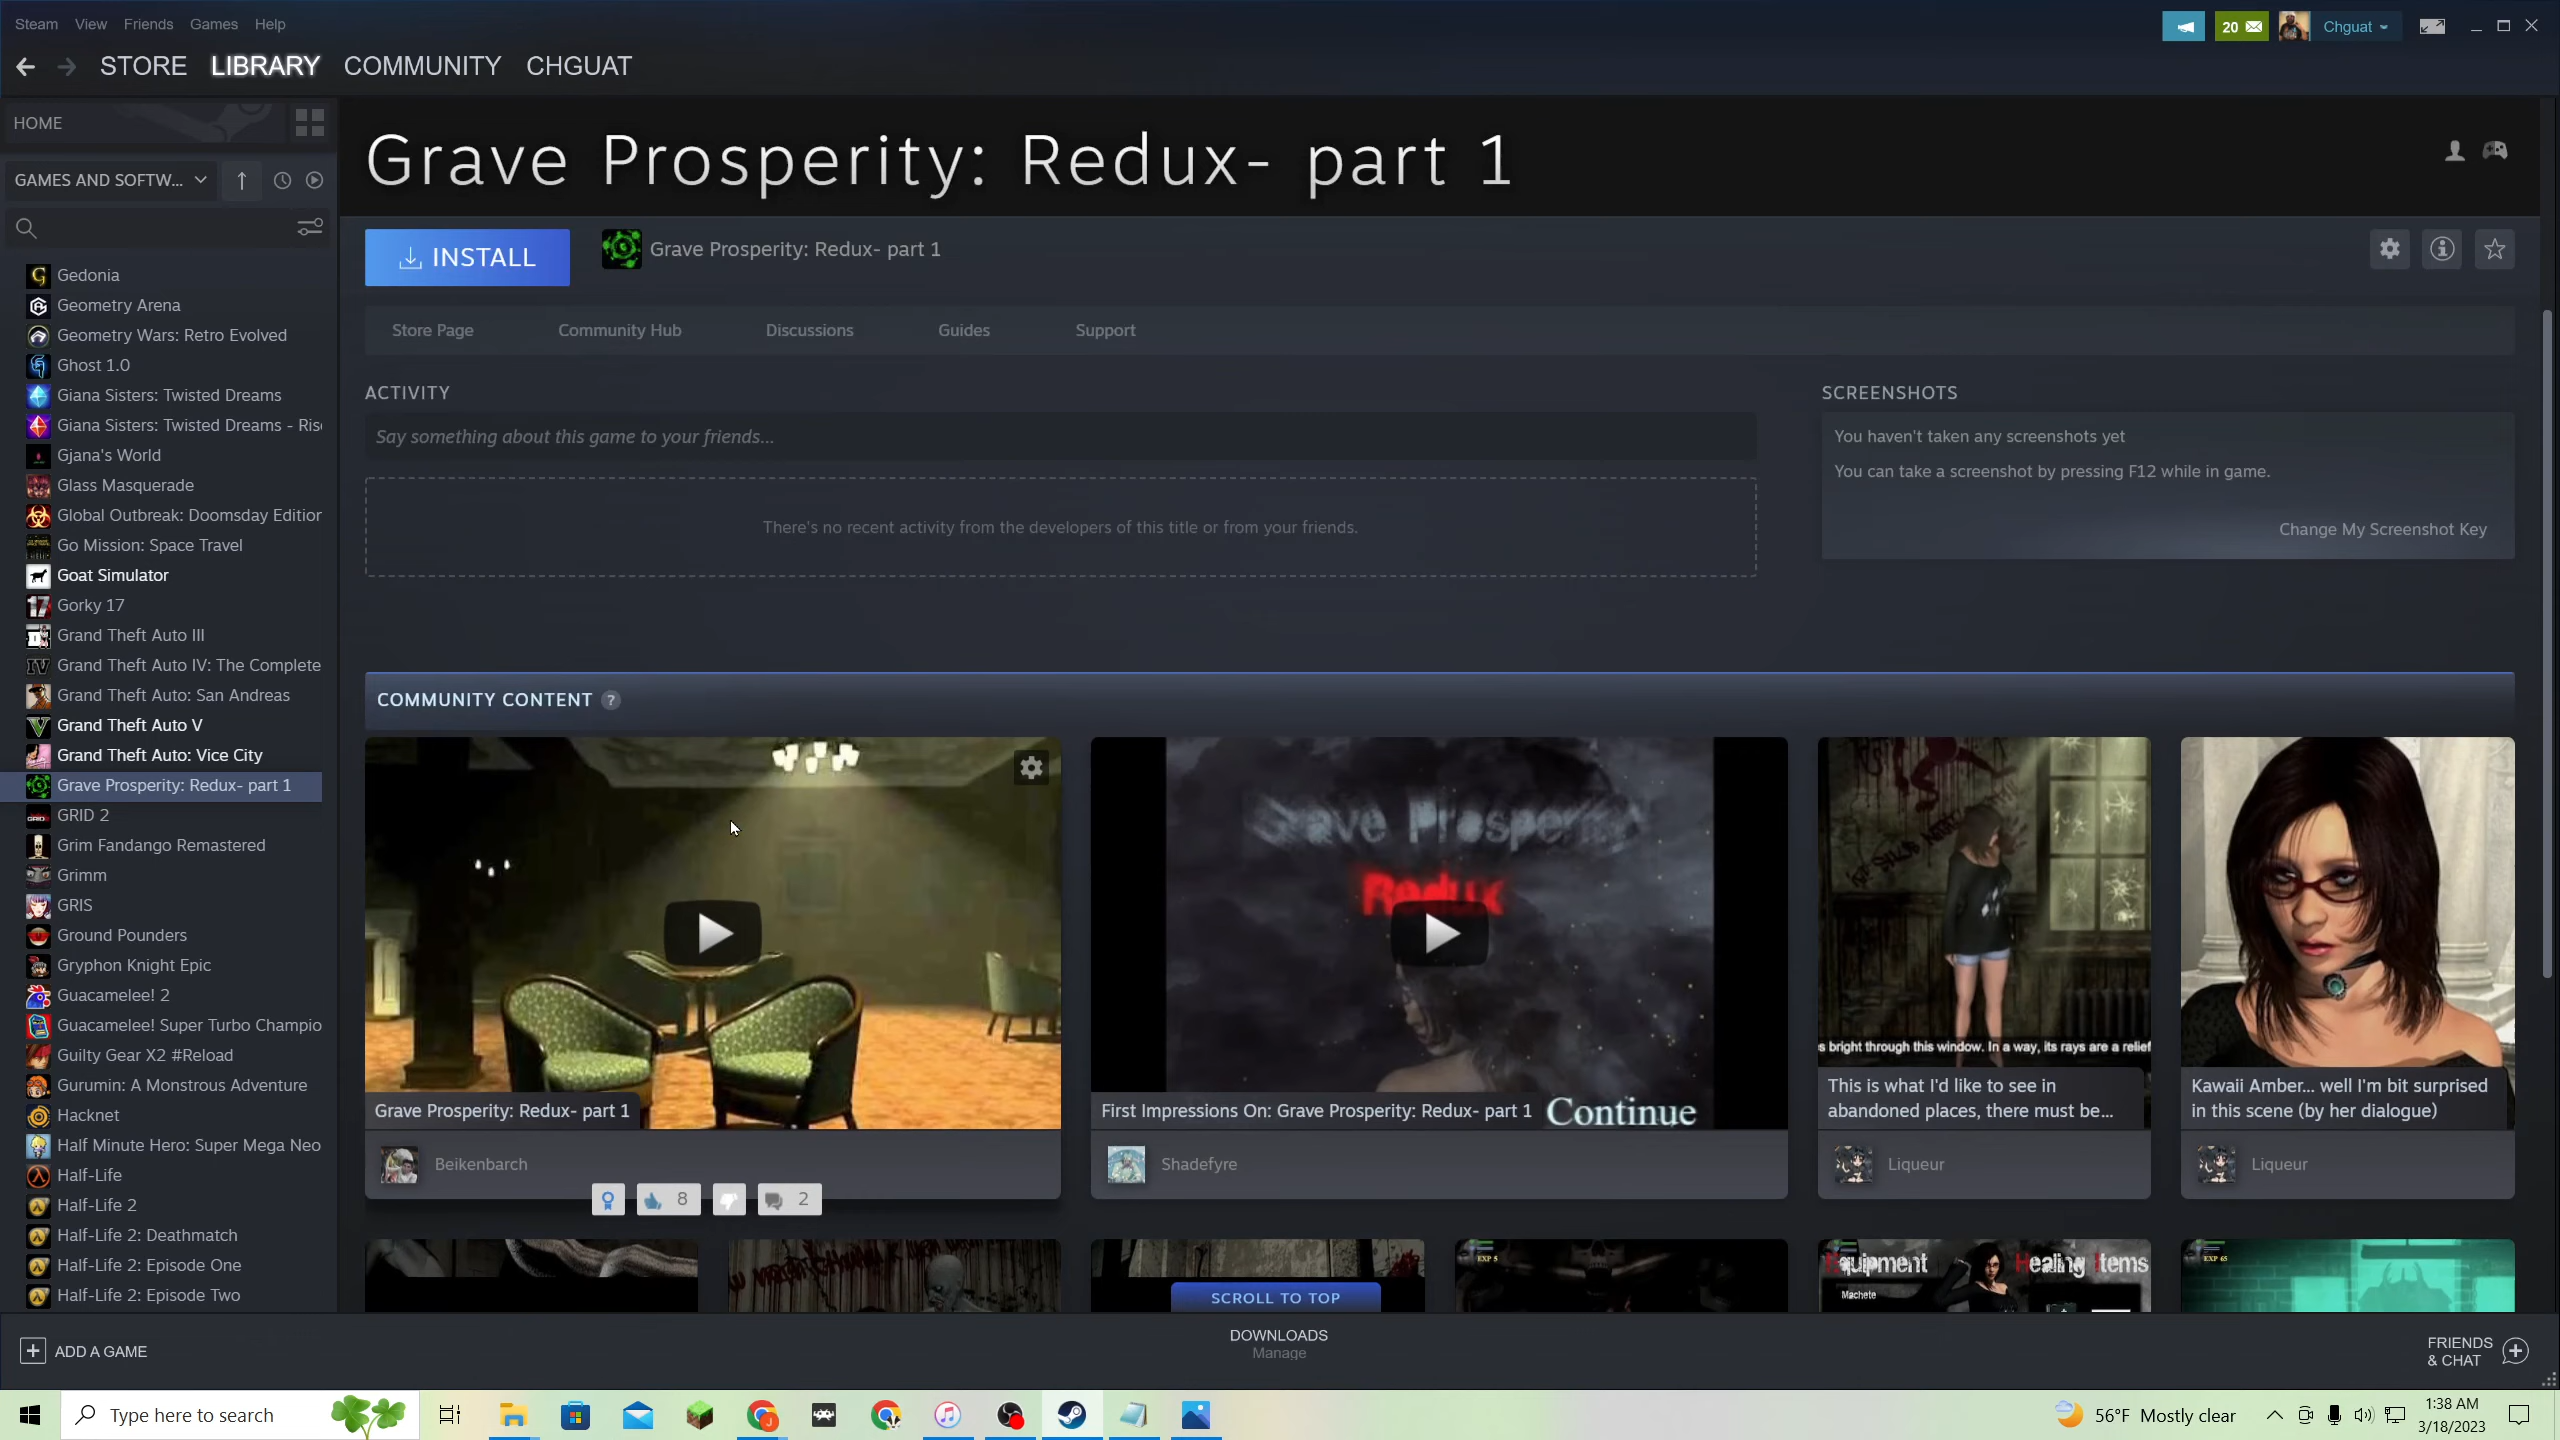 Steam View Friends Games Help
20 Chguat
STORE LIBRARY COMMUNITY CHGUAT
HOME
GAMES AND SOFTW...
Gedonia
Geometry Arena
Geometry Wars: Retro Evolved
Ghost 1.0
Giana Sisters: Twisted Dreams
Giana Sisters: Twisted Dreams - Ris
Gjana's World
Glass Masquerade
Global Outbreak: Doomsday Edition
Go Mission: Space Travel
Goat Simulator
Gorky 17
Grand Theft Auto III
Grand Theft Auto IV: The Complete
Grand Theft Auto: San Andreas
Grand Theft Auto V
Grand Theft Auto: Vice City
Grave Prosperity: Redux- part 1
GRID 2
Grim Fandango Remastered
Grimm
GRIS
Ground Pounders
Gryphon Knight Epic
Guacamelee! 2
Guacamelee! Super Turbo Champio
Guilty Gear X2 #Reload
Gurumin: A Monstrous Adventure
Hacknet
Half Minute Hero: Super Mega Neo
Half-Life
Half-Life 2
Half-Life 2: Deathmatch
Half-Life 2: Episode One
Half-Life 2: Episode Two
Grave Prosperity: Redux- part 1
INSTALL
Grave Prosperity: Redux- part 1
Store Page Community Hub Discussions Guides Support
ACTIVITY
Say something about this game to your friends...
There's no recent activity from the developers of this title or from your friends.
SCREENSHOTS
You haven't taken any screenshots yet
You can take a screenshot by pressing F12 while in game.
Change My Screenshot Key
COMMUNITY CONTENT ?
Grave Prosperity: Redux- part 1
Beikenbarch
8 2
Grave Prosperity
Redux
First Impressions On: Grave Prosperity: Redux- part 1
Continue
Shadefyre
s bright through this window. In a way, its rays are a relief
This is what I'd like to see in
abandoned places, there must be...
Liqueur
Kawaii Amber... well I'm bit surprised
in this scene (by her dialogue)
Liqueur
EXP 5
Equipment Healing Items
Machete
EXP 65
SCROLL TO TOP
ADD A GAME
DOWNLOADS
Manage
FRIENDS
& CHAT
Type here to search
56°F Mostly clear
1:38 AM
3/18/2023